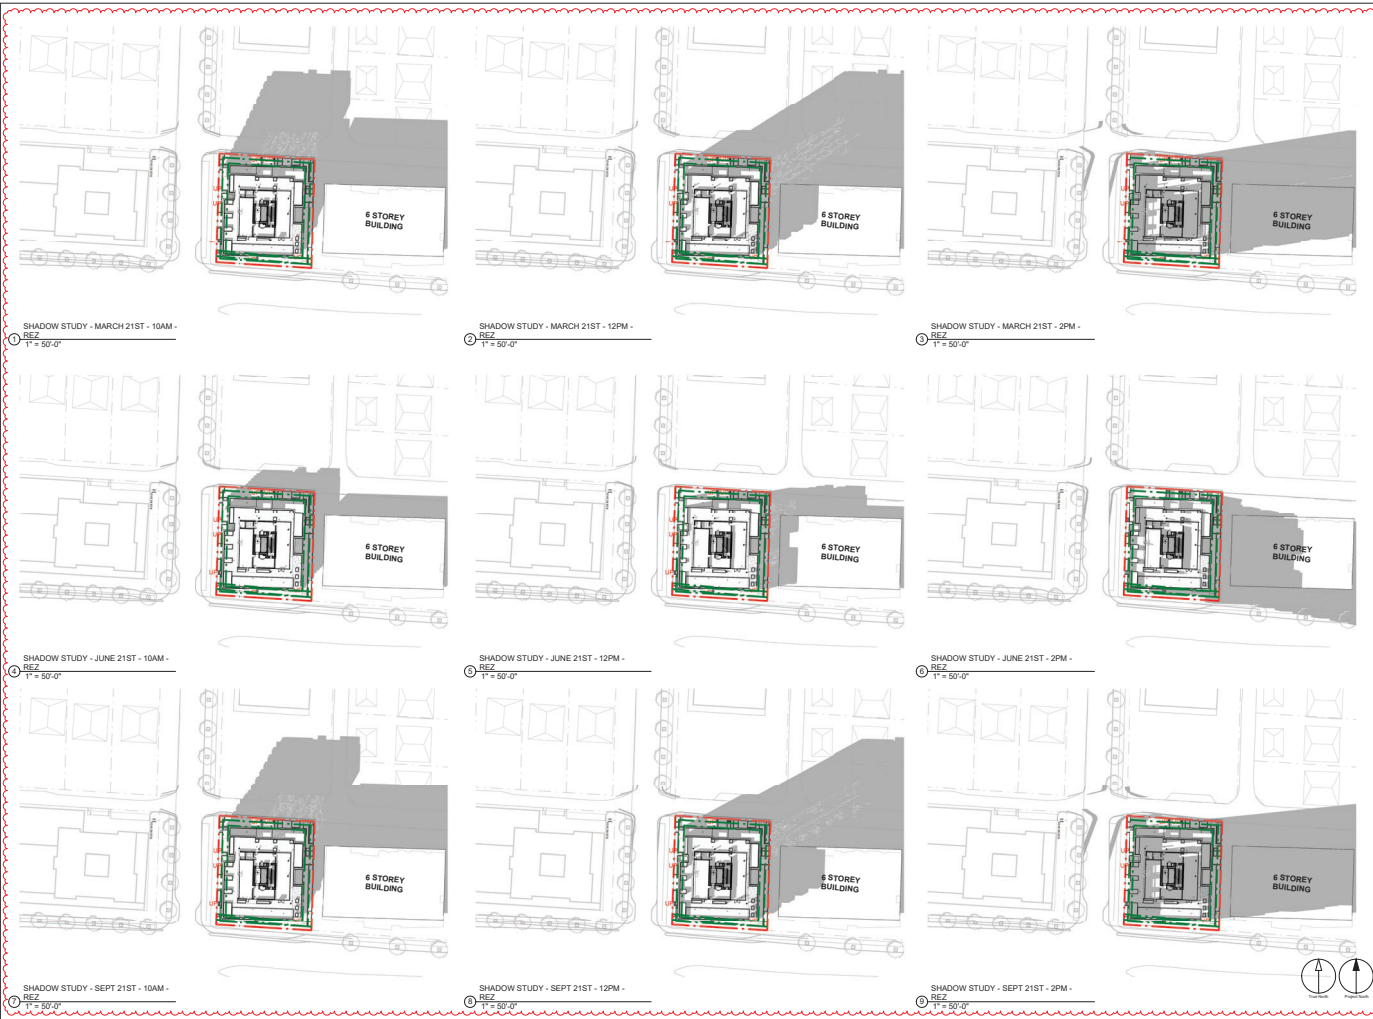 6 STOREY
BUILDING
1
SHADOW STUDY - MARCH 21ST - 10AM -
REZ
1" = 50'-0"
6 STOREY
BUILDING
2
SHADOW STUDY - MARCH 21ST - 12PM -
REZ
1" = 50'-0"
6 STOREY
BUILDING
3
SHADOW STUDY - MARCH 21ST - 2PM -
REZ
1" = 50'-0"
UP
6 STOREY
BUILDING
4
SHADOW STUDY - JUNE 21ST - 10AM -
REZ
1" = 50'-0"
6 STOREY
BUILDING
5
SHADOW STUDY - JUNE 21ST - 12PM -
REZ
1" = 50'-0"
6 STOREY
BUILDING
6
SHADOW STUDY - JUNE 21ST - 2PM -
REZ
1" = 50'-0"
UP
6 STOREY
BUILDING
7
SHADOW STUDY - SEPT 21ST - 10AM -
REZ
1" = 50'-0"
6 STOREY
BUILDING
8
SHADOW STUDY - SEPT 21ST - 12PM -
REZ
1" = 50'-0"
6 STOREY
BUILDING
9
SHADOW STUDY - SEPT 21ST - 2PM -
REZ
1" = 50'-0"
True North
Project North